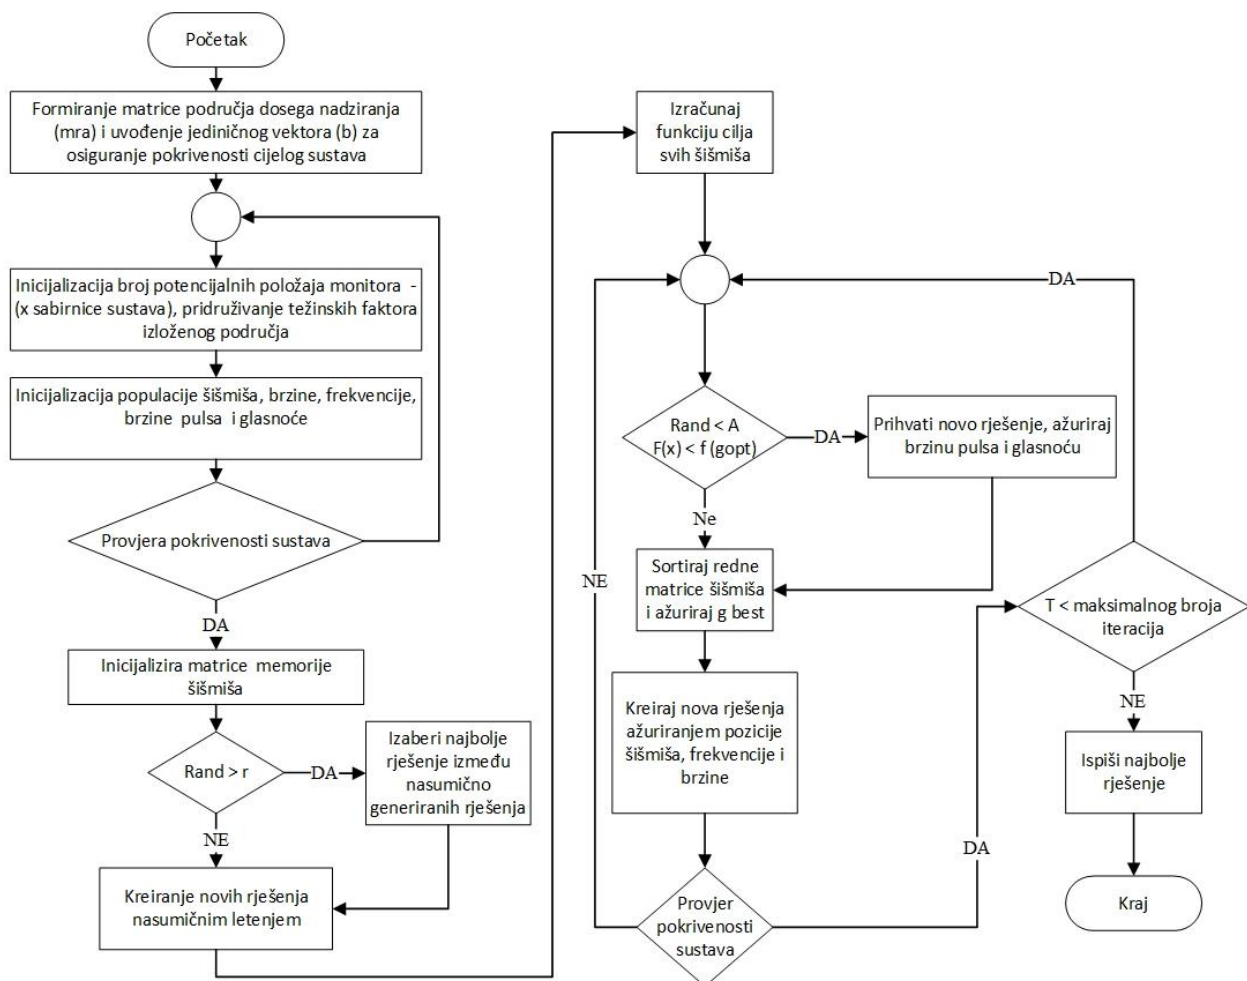 Početak
Formiranje matrice područja dosega nadziranja
(mra) i uvođenje jediničnog vektora (b) za
osiguranje pokrivenosti cijelog sustava
Inicijalizacija broj potencijalnih položaja monitora -
(x sabirnice sustava), pridruživanje težinskih faktora
izloženog područja
Inicijalizacija populacije šišmiša, brzine, frekvencije,
brzine pulsa i glasnoće
Provjera pokrivenosti sustava
DA
Inicijalizira matrice memorije
šišmiša
Rand > r
DA
Izaberi najbolje
rješenje između
nasumično
generiranih rješenja
NE
Kreiranje novih rješenja
nasumičnim letenjem
Izračunaj
funkciju cilja
svih šišmiša
DA
Rand < A
F(x) < f (gopt)
DA
Prihvati novo rješenje, ažuriraj
brzinu pulsa i glasnoću
Ne
NE
Sortiraj redne
matrice šišmiša
i ažuriraj g best
Kreiraj nova rješenja
ažuriranjem pozicije
šišmiša, frekvencije i
brzine
Provjer
pokrivenosti
sustava
DA
T < maksimalnog broja
iteracija
NE
Ispiši najbolje
rješenje
Kraj